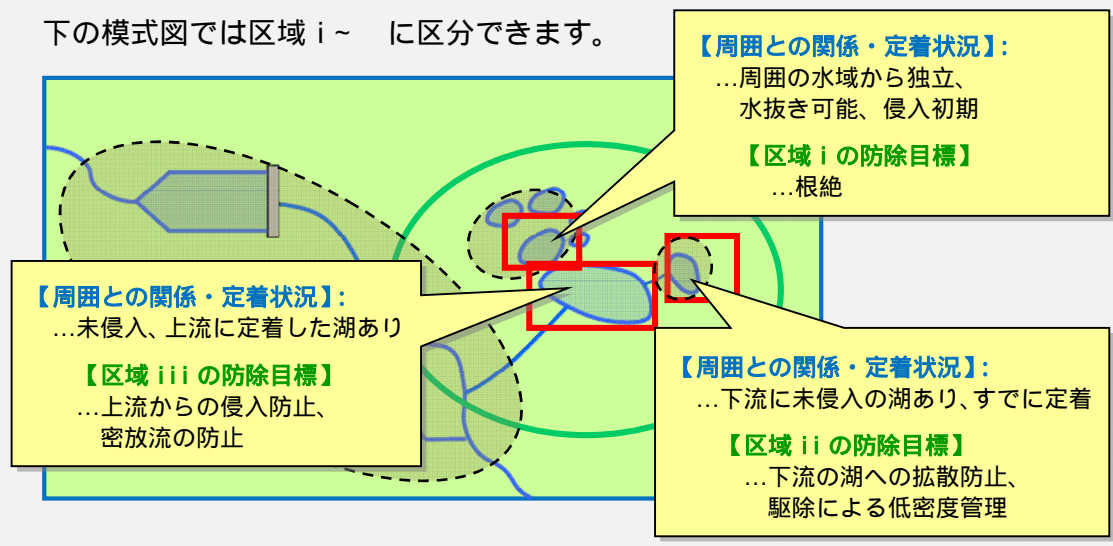 下の模式図では区域ⅰ~　に区分できます。
【周囲との関係・定着状況】:
…周囲の水域から独立、
水抜き可能、侵入初期
【区域ⅰの防除目標】
…根絶
【周囲との関係・定着状況】:
…未侵入、上流に定着した湖あり
【区域ⅲの防除目標】
…上流からの侵入防止、
密放流の防止
【周囲との関係・定着状況】:
…下流に未侵入の湖あり、すでに定着
【区域ⅱの防除目標】
…下流の湖への拡散防止、
駆除による低密度管理